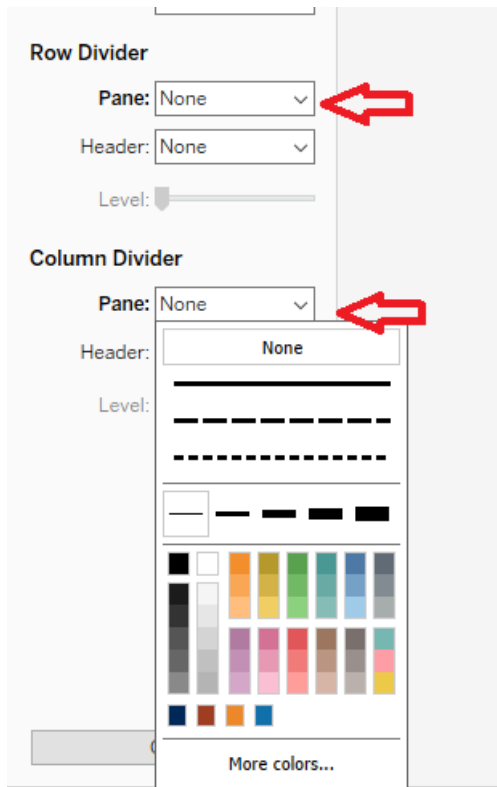 Row Divider
Pane: None
Header: None
Level:
Column Divider
Pane: None
Header:
None
Level:
More colors...